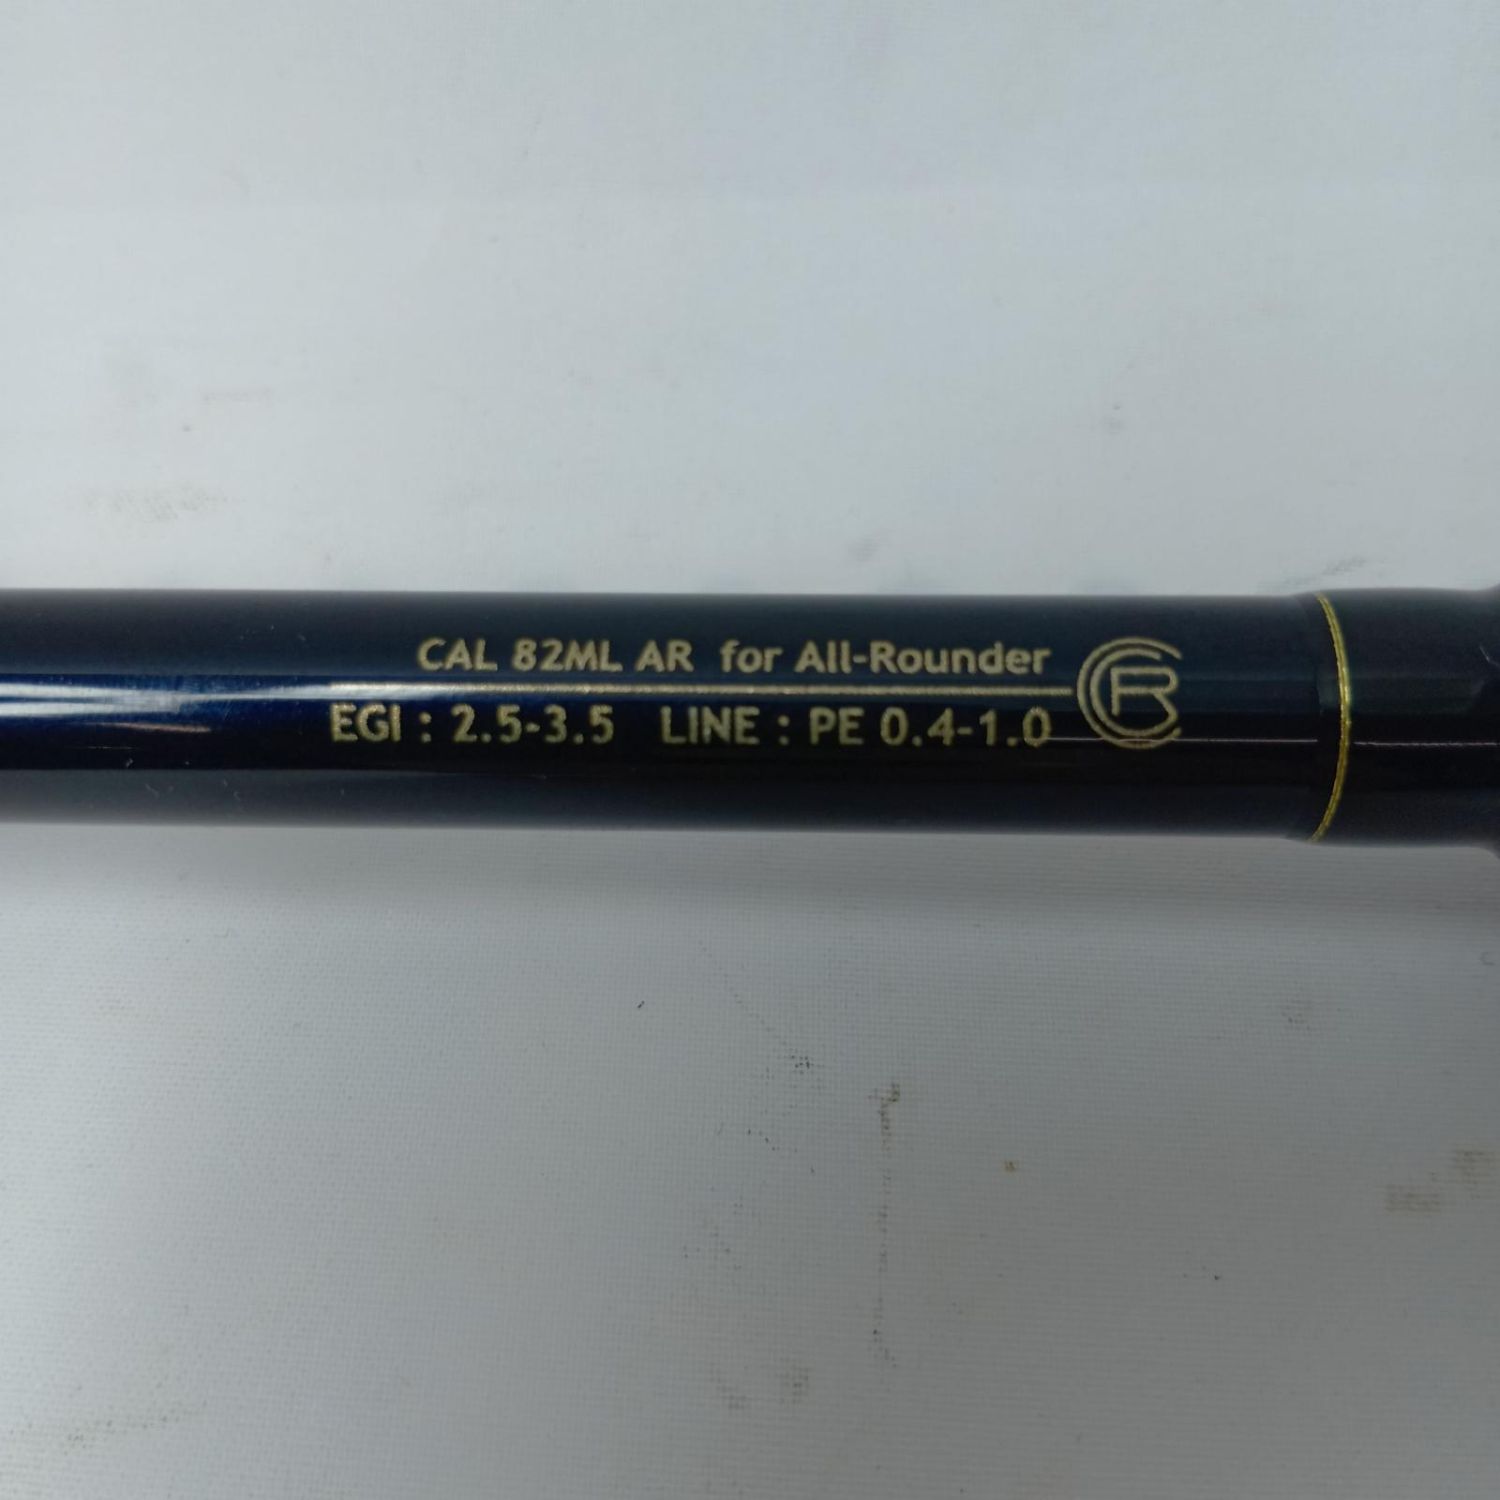 CAL 82ML AR for All-Rounder
EGI : 2.5-3.5 LINE : PE 0.4-1.0